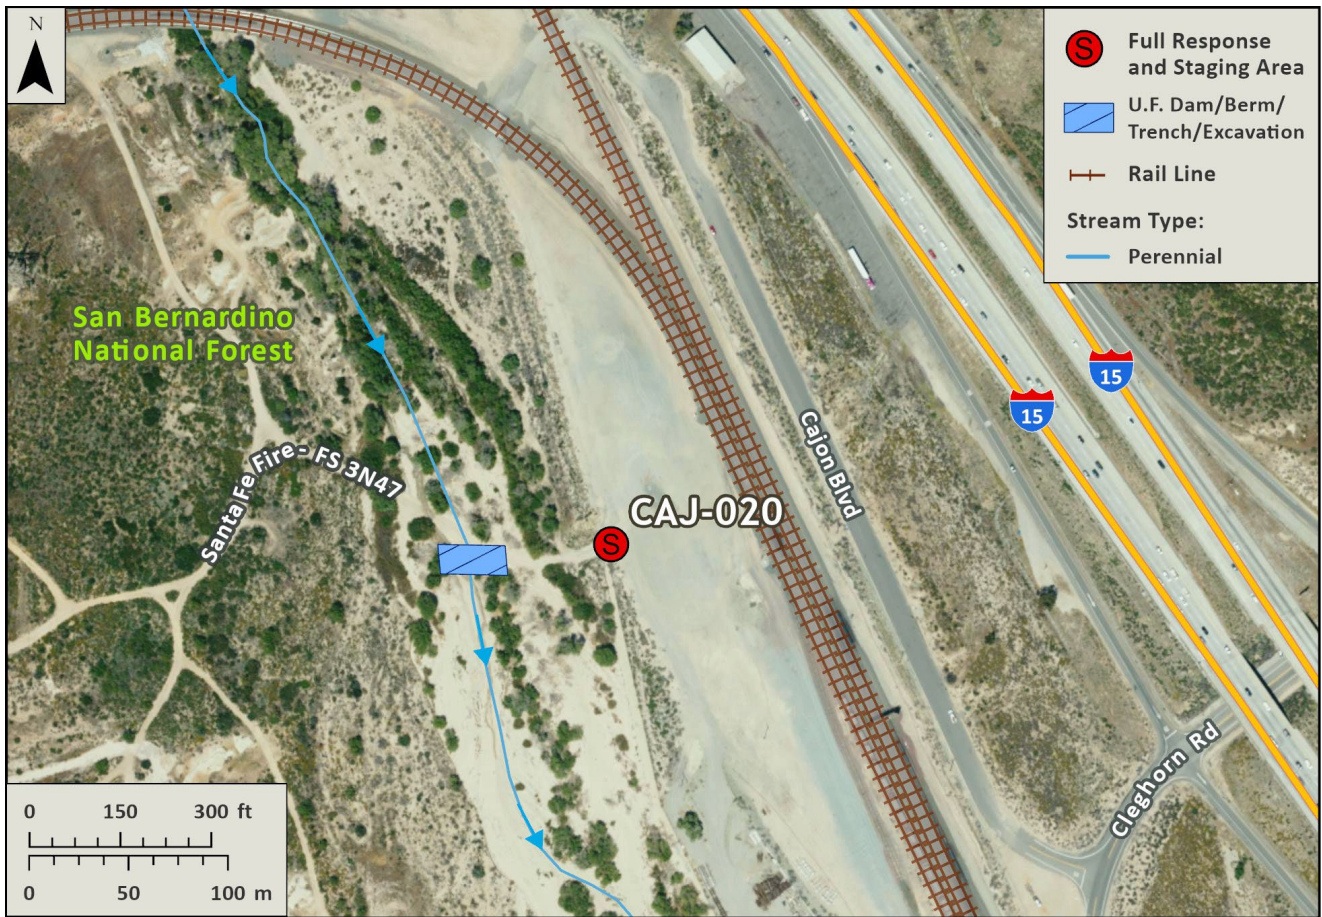 N
S
Full Response
and Staging Area
U.F. Dam/Berm/
Trench/Excavation
Rail Line
Stream Type:
Perennial
San Bernardino
National Forest
15
15
Santa Fe Fire - FS 3N47
Cajon Blvd
CAJ-020
S
Cleghorn Rd
0 150 300 ft
0 50 100 m